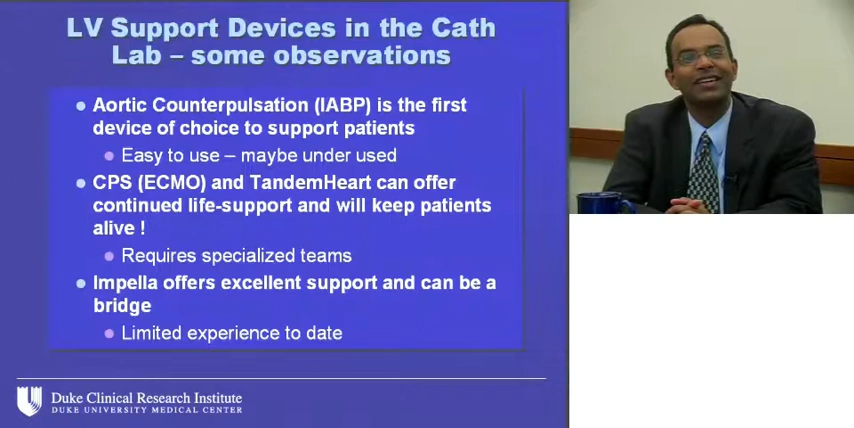 LV Support Devices in the Cath
Lab – some observations
Aortic Counterpulsation (IABP) is the first
device of choice to support patients
Easy to use – maybe under used
CPS (ECMO) and TandemHeart can offer
continued life-support and will keep patients
alive !
Requires specialized teams
Impella offers excellent support and can be a
bridge
Limited experience to date
Duke Clinical Research Institute
DUKE UNIVERSITY MEDICAL CENTER